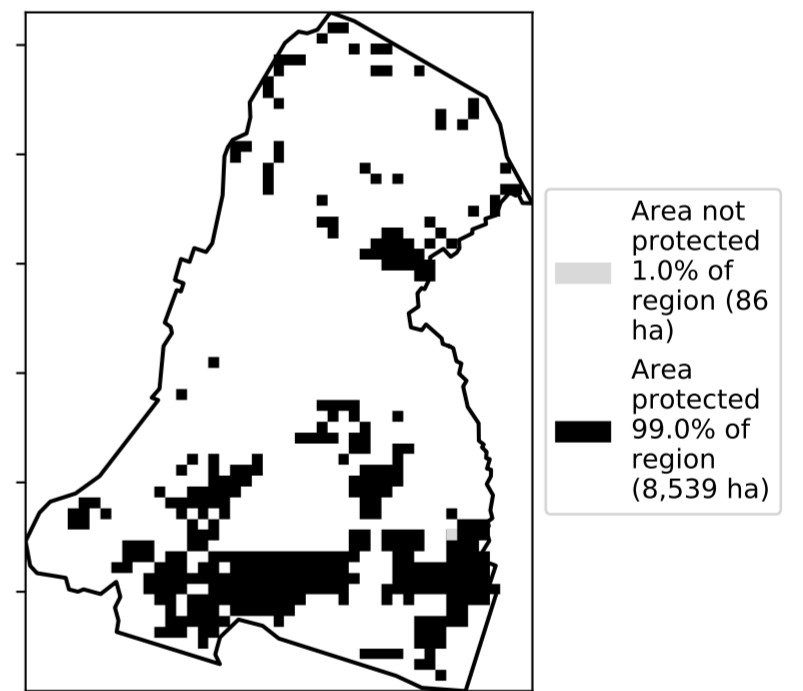 Area not
protected
1.0% of
region (86
ha)
Area
protected
99.0% of
region
(8,539 ha)